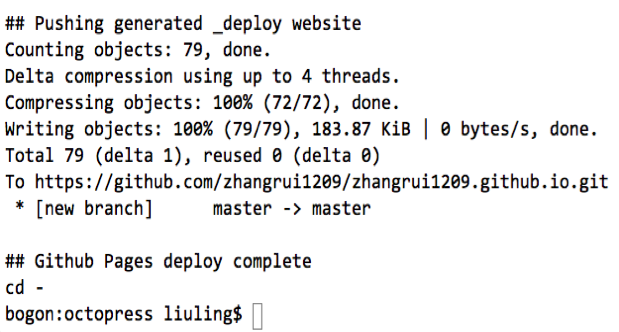 ## Pushing generated _deploy website
Counting objects: 79, done.
Delta compression using up to 4 threads.
Compressing objects: 100% (72/72), done.
Writing objects: 100% (79/79), 183.87 KiB | 0 bytes/s, done.
Total 79 (delta 1), reused 0 (delta 0)
To https://github.com/zhangrui1209/zhangrui1209.github.io.git
 * [new branch]      master -> master
## Github Pages deploy complete
cd -
bogon:octopress liuling$